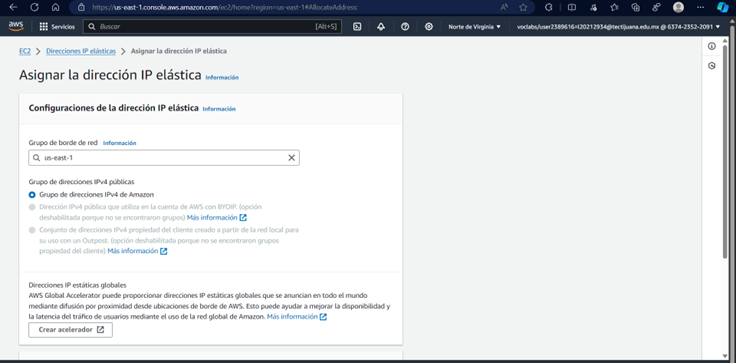 https://us-east-1.console.aws.amazon.com/ec2/home?region=us-east-1#AllocateAddress:
aws Servicios Buscar [Alt+S] Norte de Virginia voclabs/user2389616=l20212934@tectijuana.edu.mx @ 6374-2352-2091
EC2 > Direcciones IP elásticas > Asignar la dirección IP elástica
Asignar la dirección IP elástica Información
Configuraciones de la dirección IP elástica Información
Grupo de borde de red Información
us-east-1
Grupo de direcciones IPv4 públicas
Grupo de direcciones IPv4 de Amazon
Dirección IPv4 pública que utiliza en la cuenta de AWS con BYOIP. (opción
deshabilitada porque no se encontraron grupos) Más información
Conjunto de direcciones IPv4 propiedad del cliente creado a partir de la red local para
su uso con un Outpost. (opción deshabilitada porque no se encontraron grupos
propiedad del cliente) Más información
Direcciones IP estáticas globales
AWS Global Accelerator puede proporcionar direcciones IP estáticas globales que se anuncian en todo el mundo
mediante difusión por proximidad desde ubicaciones de borde de AWS. Esto puede ayudar a mejorar la disponibilidad y
la latencia del tráfico de usuarios mediante el uso de la red global de Amazon. Más información
Crear acelerador